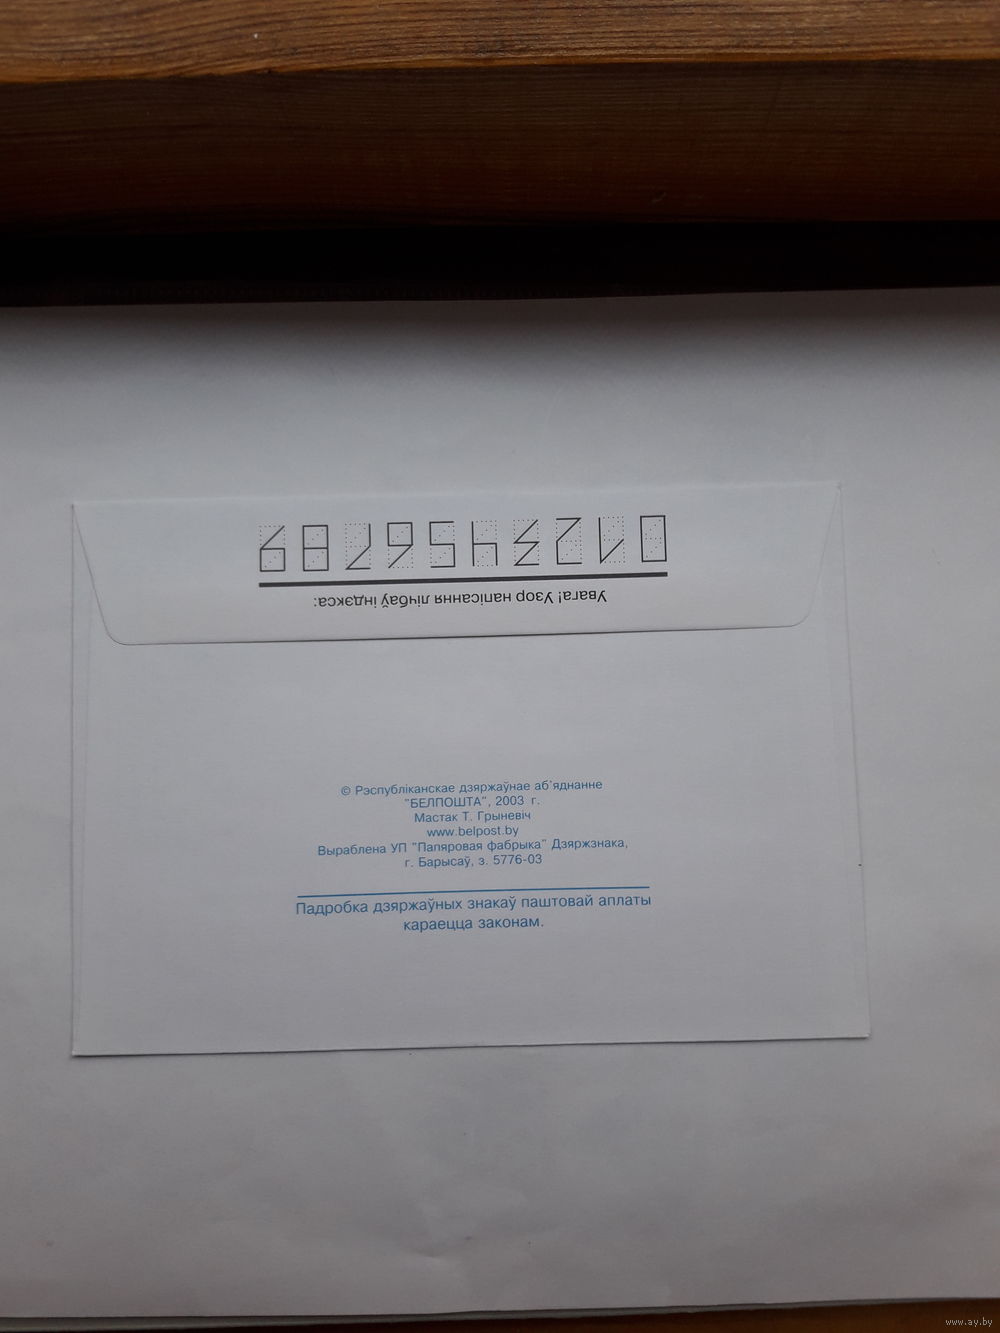 Увага! Узор напісання лічбаў індэкса:
0123456789
© Рэспубліканскае дзяржаўнае аб'яднанне
"БЕЛПОШТА", 2003 г.
Мастак Т. Грыневіч
www.belpost.by
Выраблена УП "Папяровая фабрыка" Дзяржзнака,
г. Барысаў, з. 5776-03
Падробка дзяржаўных знакаў паштовай аплаты
караецца законам.
www.ay.by